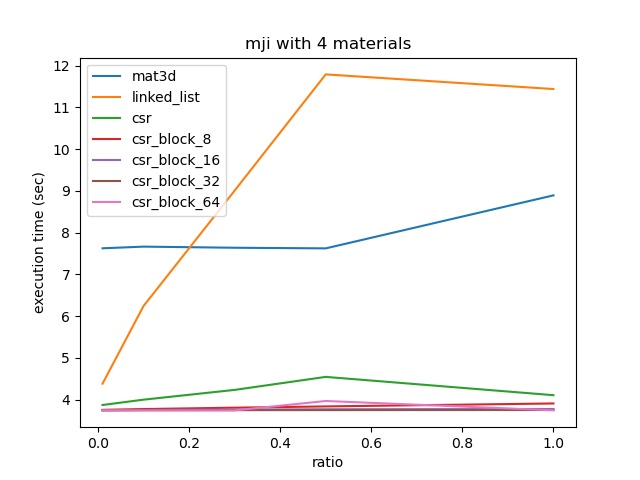 mji with 4 materials
12
11
10
9
8
7
6
5
4
execution time (sec)
mat3d
linked_list
csr
csr_block_8
csr_block_16
csr_block_32
csr_block_64
0.0 0.2 0.4 0.6 0.8 1.0
ratio